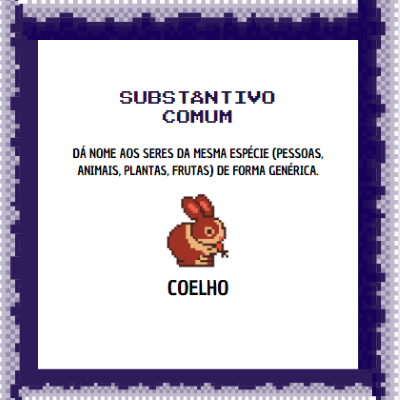 SUBSTANTIVO
COMUM
DÁ NOME AOS SERES DA MESMA ESPÉCIE (PESSOAS,
ANIMAIS, PLANTAS, FRUTAS) DE FORMA GENÉRICA.
COELHO